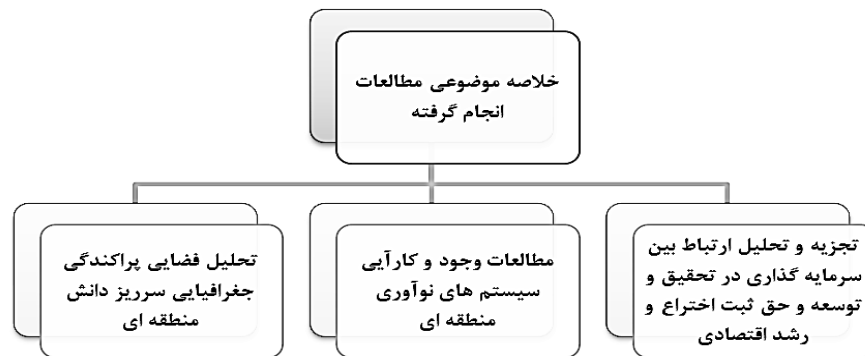 خلاصه موضوعی مطالعات
انجام گرفته
تجزیه و تحلیل ارتباط بین
سرمایه گذاری در تحقیق و
توسعه و حق ثبت اختراع و
رشد اقتصادی
مطالعات وجود و کارآیی
سیستم های نوآوری
منطقه ای
تحلیل فضایی پراکندگی
جغرافیایی سرریز دانش
منطقه ای